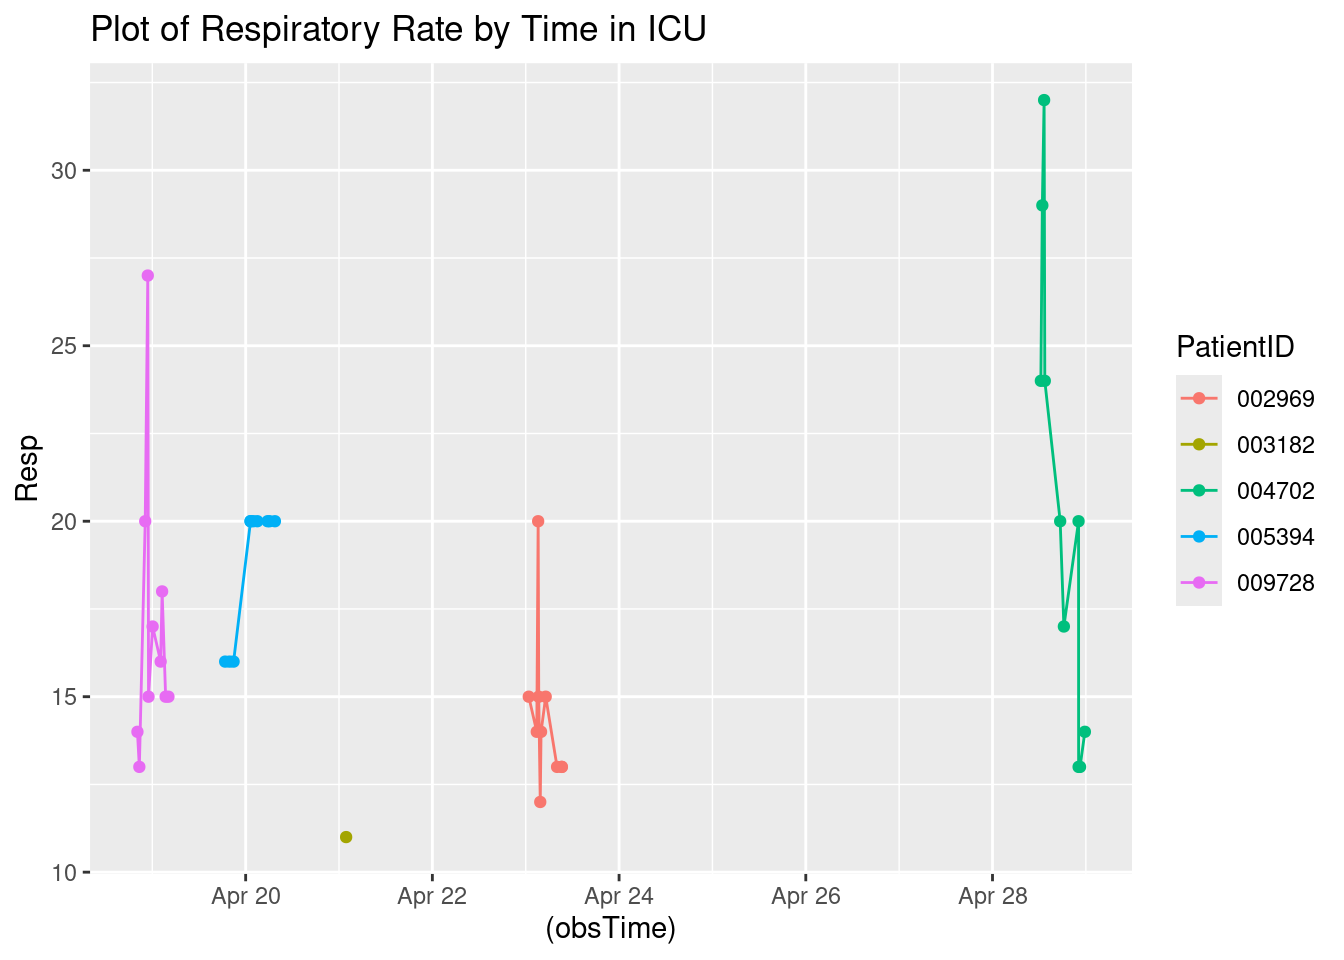 Plot of Respiratory Rate by Time in ICU
30
25
20
15
10
Resp
Apr 20
Apr 22
Apr 24
Apr 26
Apr 28
(obsTime)
PatientID
002969
003182
004702
005394
009728